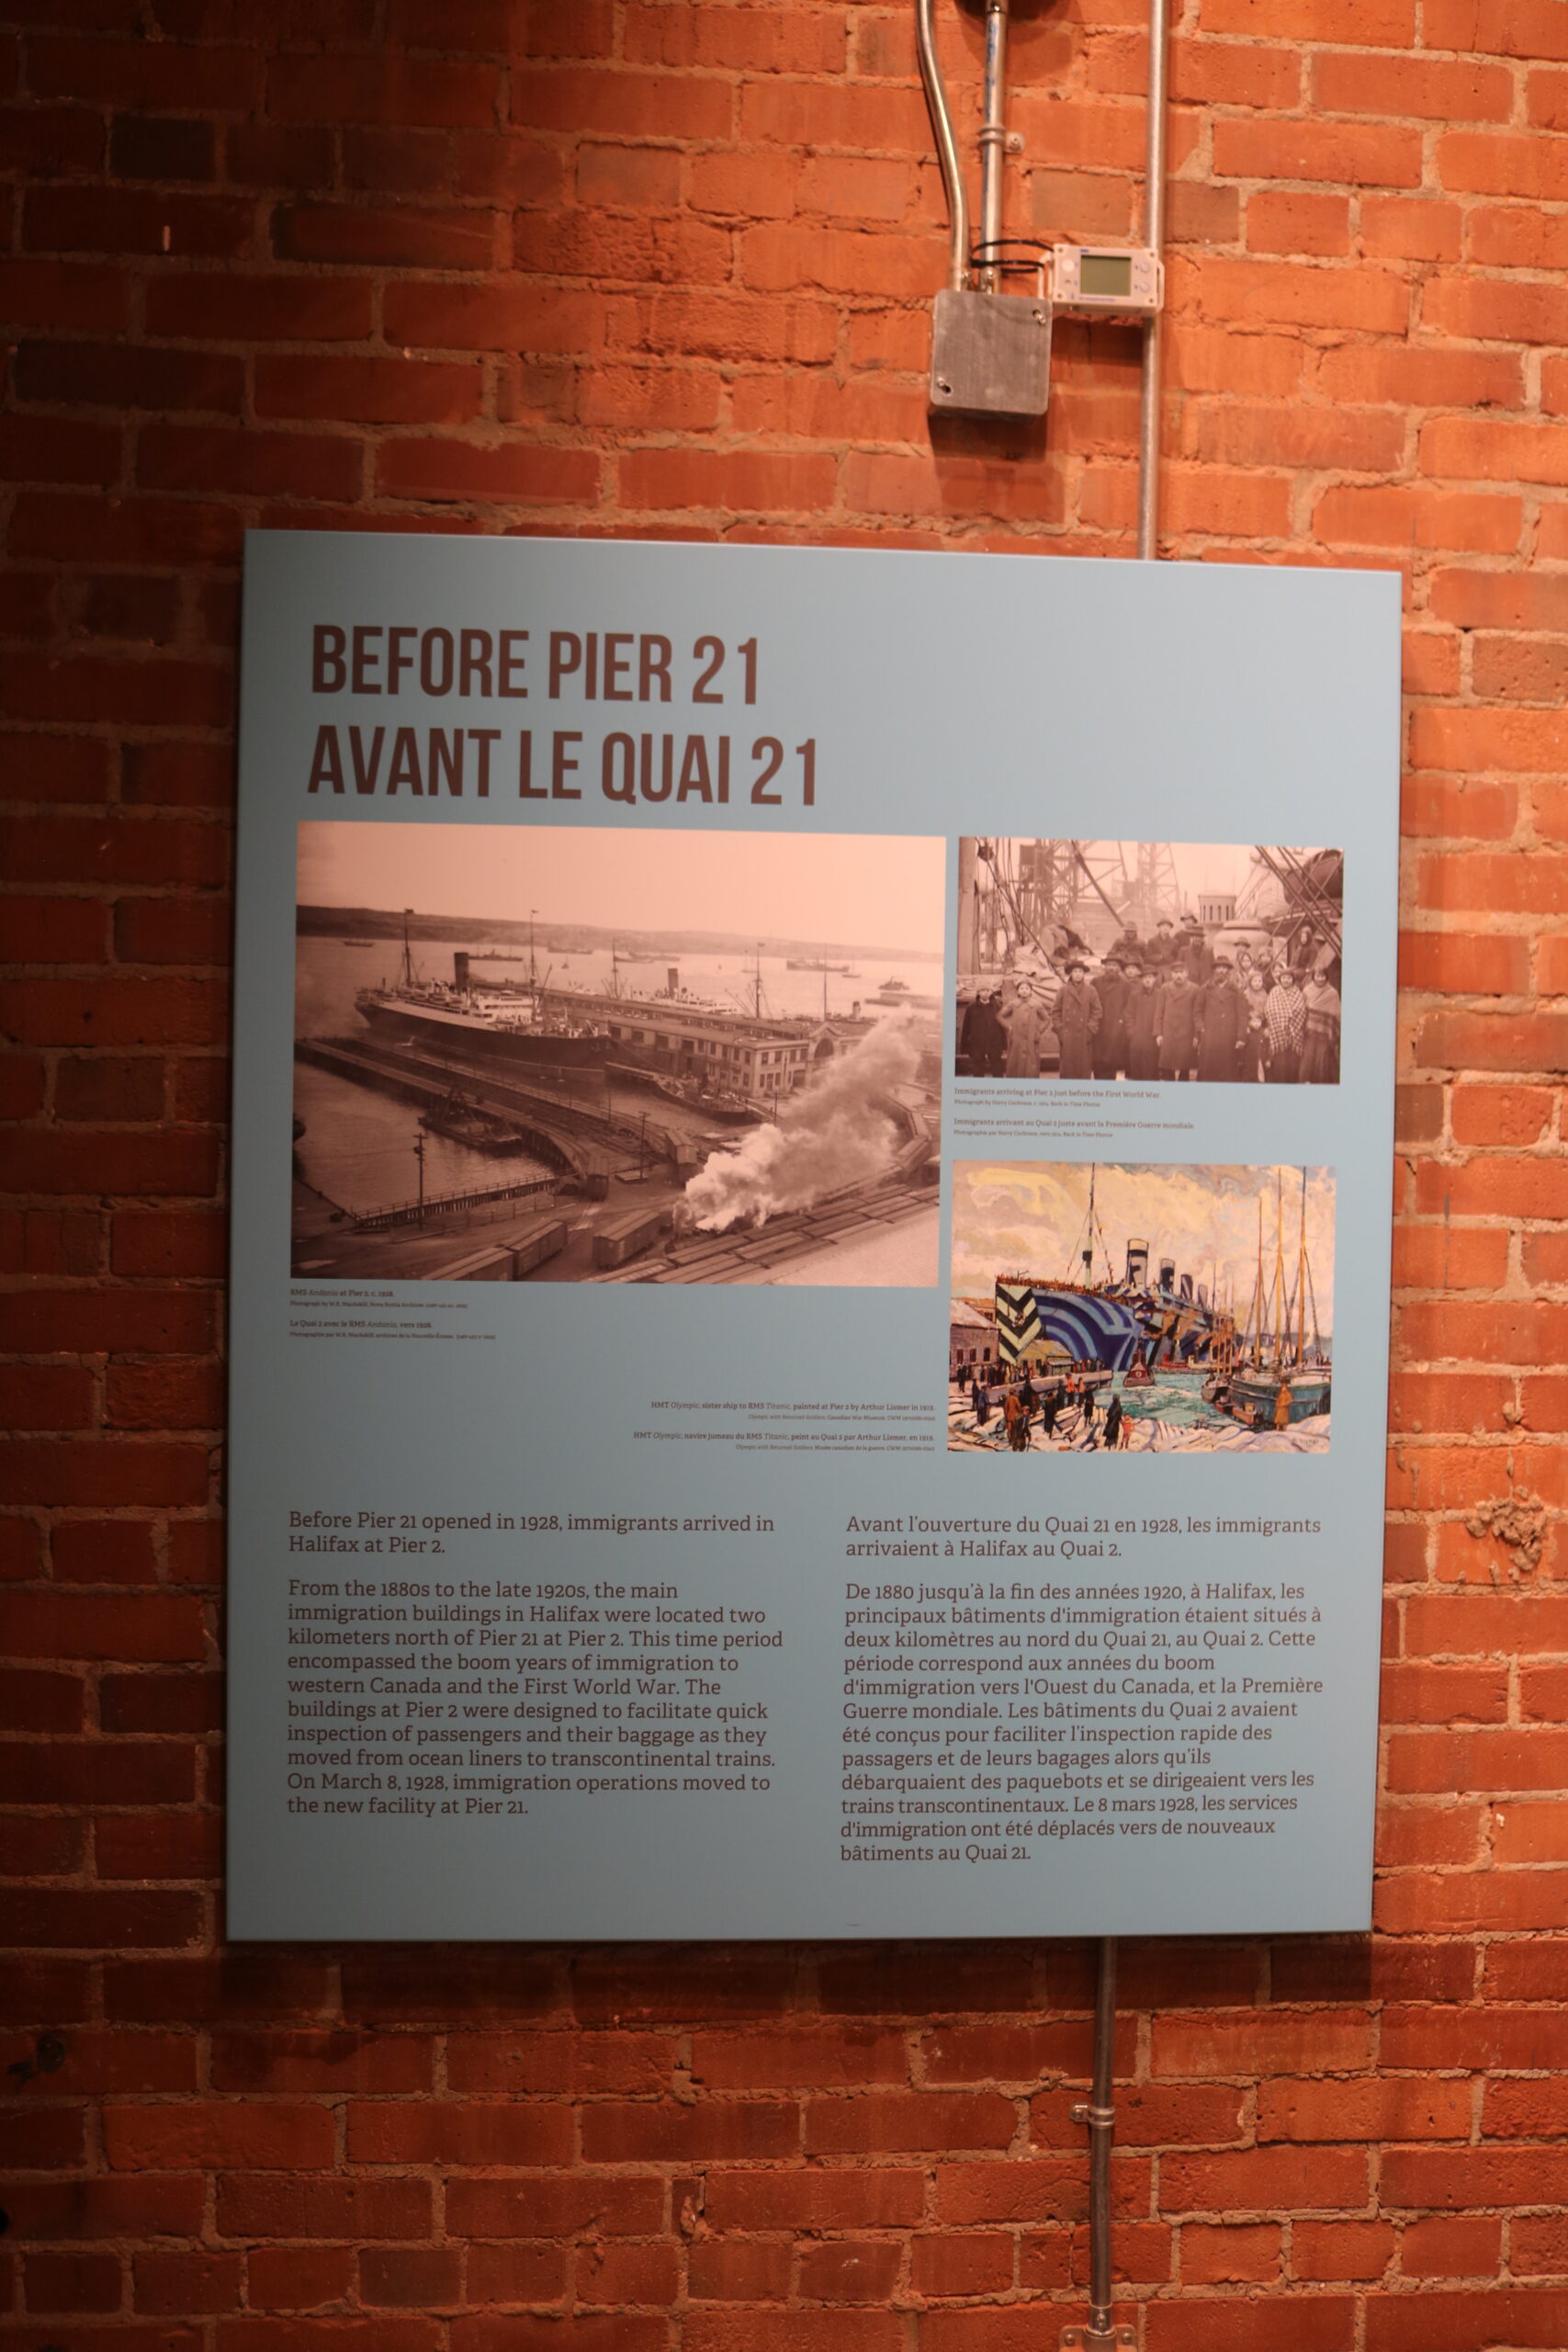 BEFORE PIER 21
AVANT LE QUAI 21
Immigrants arriving at Pier 2 just before the First World War.
Immigrants arrivant au Quai 2 juste avant la Première Guerre mondiale.
RMS Andania at Pier 2, c. 1928.
Le Quai 2 avec le RMS Andania, vers 1928.
HMT Olympic, sister ship to RMS Titanic, painted at Pier 2 by Arthur Lismer in 1919.
HMT Olympic, navire jumeau du RMS Titanic, peint au Quai 2 par Arthur Lismer, en 1919.
Before Pier 21 opened in 1928, immigrants arrived in
Halifax at Pier 2.
From the 1880s to the late 1920s, the main
immigration buildings in Halifax were located two
kilometers north of Pier 21 at Pier 2. This time period
encompassed the boom years of immigration to
western Canada and the First World War. The
buildings at Pier 2 were designed to facilitate quick
inspection of passengers and their baggage as they
moved from ocean liners to transcontinental trains.
On March 8, 1928, immigration operations moved to
the new facility at Pier 21.
Avant l'ouverture du Quai 21 en 1928, les immigrants
arrivaient à Halifax au Quai 2.
De 1880 jusqu'à la fin des années 1920, à Halifax, les
principaux bâtiments d'immigration étaient situés à
deux kilomètres au nord du Quai 21, au Quai 2. Cette
période correspond aux années du boom
d'immigration vers l'Ouest du Canada, et la Première
Guerre mondiale. Les bâtiments du Quai 2 avaient
été conçus pour faciliter l'inspection rapide des
passagers et de leurs bagages alors qu'ils
débarquaient des paquebots et se dirigeaient vers les
trains transcontinentaux. Le 8 mars 1928, les services
d'immigration ont été déplacés vers de nouveaux
bâtiments au Quai 21.